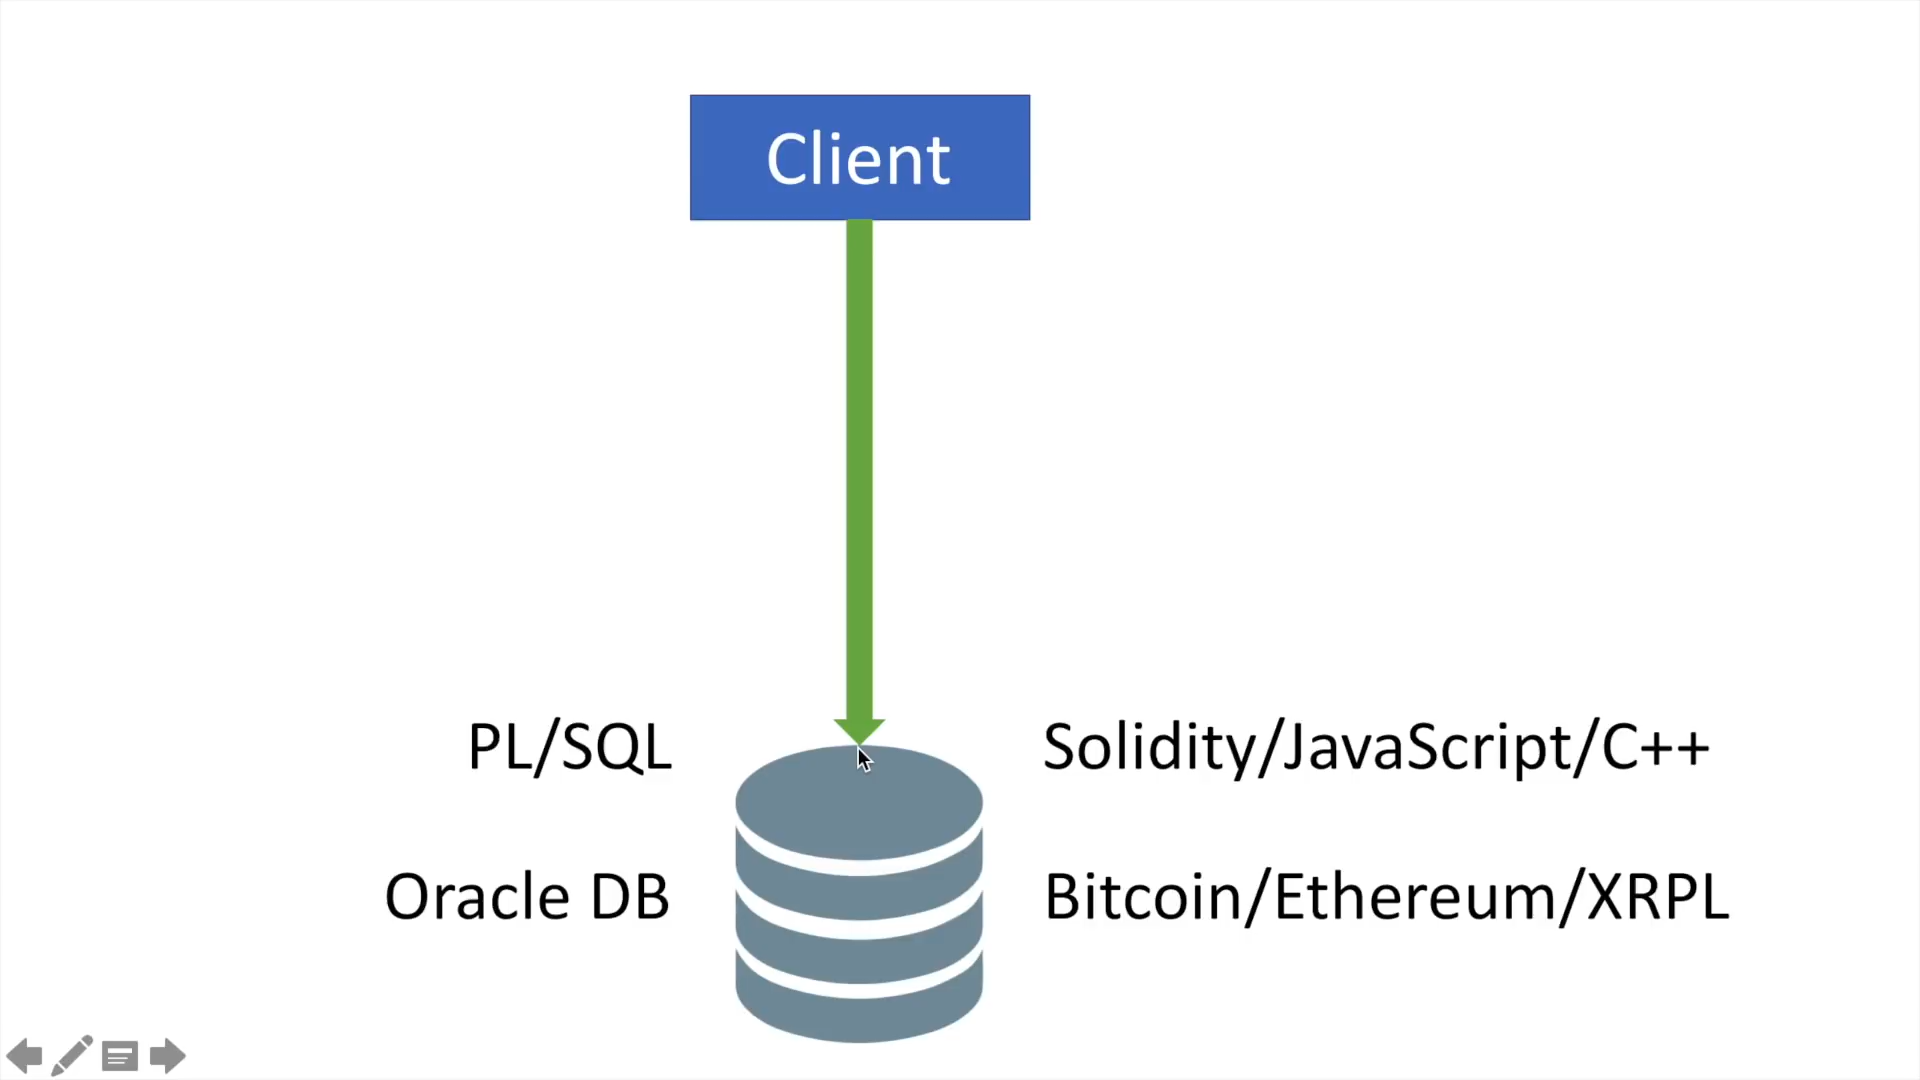 Client
PL/SQL
Solidity/JavaScript/C++
Oracle DB
Bitcoin/Ethereum/XRPL